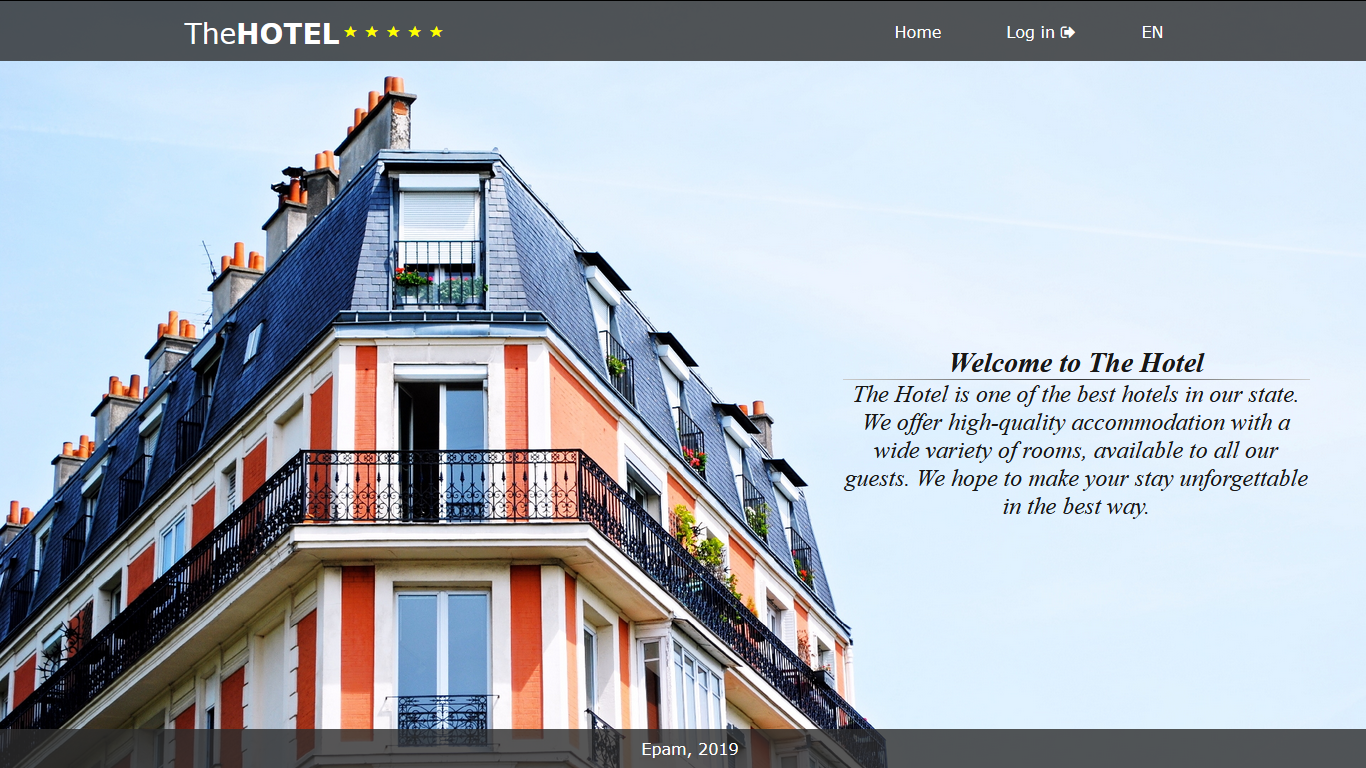 TheHOTEL★★★★★ Home Log in EN
Welcome to The Hotel
The Hotel is one of the best hotels in our state.
We offer high-quality accommodation with a
wide variety of rooms, available to all our
guests. We hope to make your stay unforgettable
in the best way.
Epam, 2019